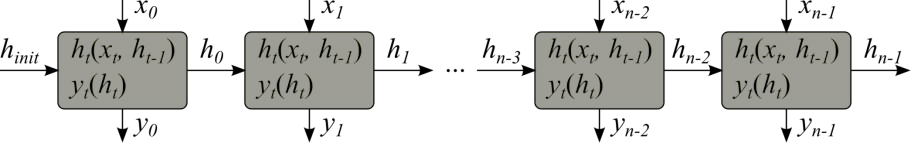 x0 x1 xn-2 xn-1
hinit ht(xt, ht-1) h0 ht(xt, ht-1) h1 ... hn-3 ht(xt, ht-1) hn-2 ht(xt, ht-1) hn-1
yt(ht) yt(ht) yt(ht) yt(ht)
y0 y1 yn-2 yn-1